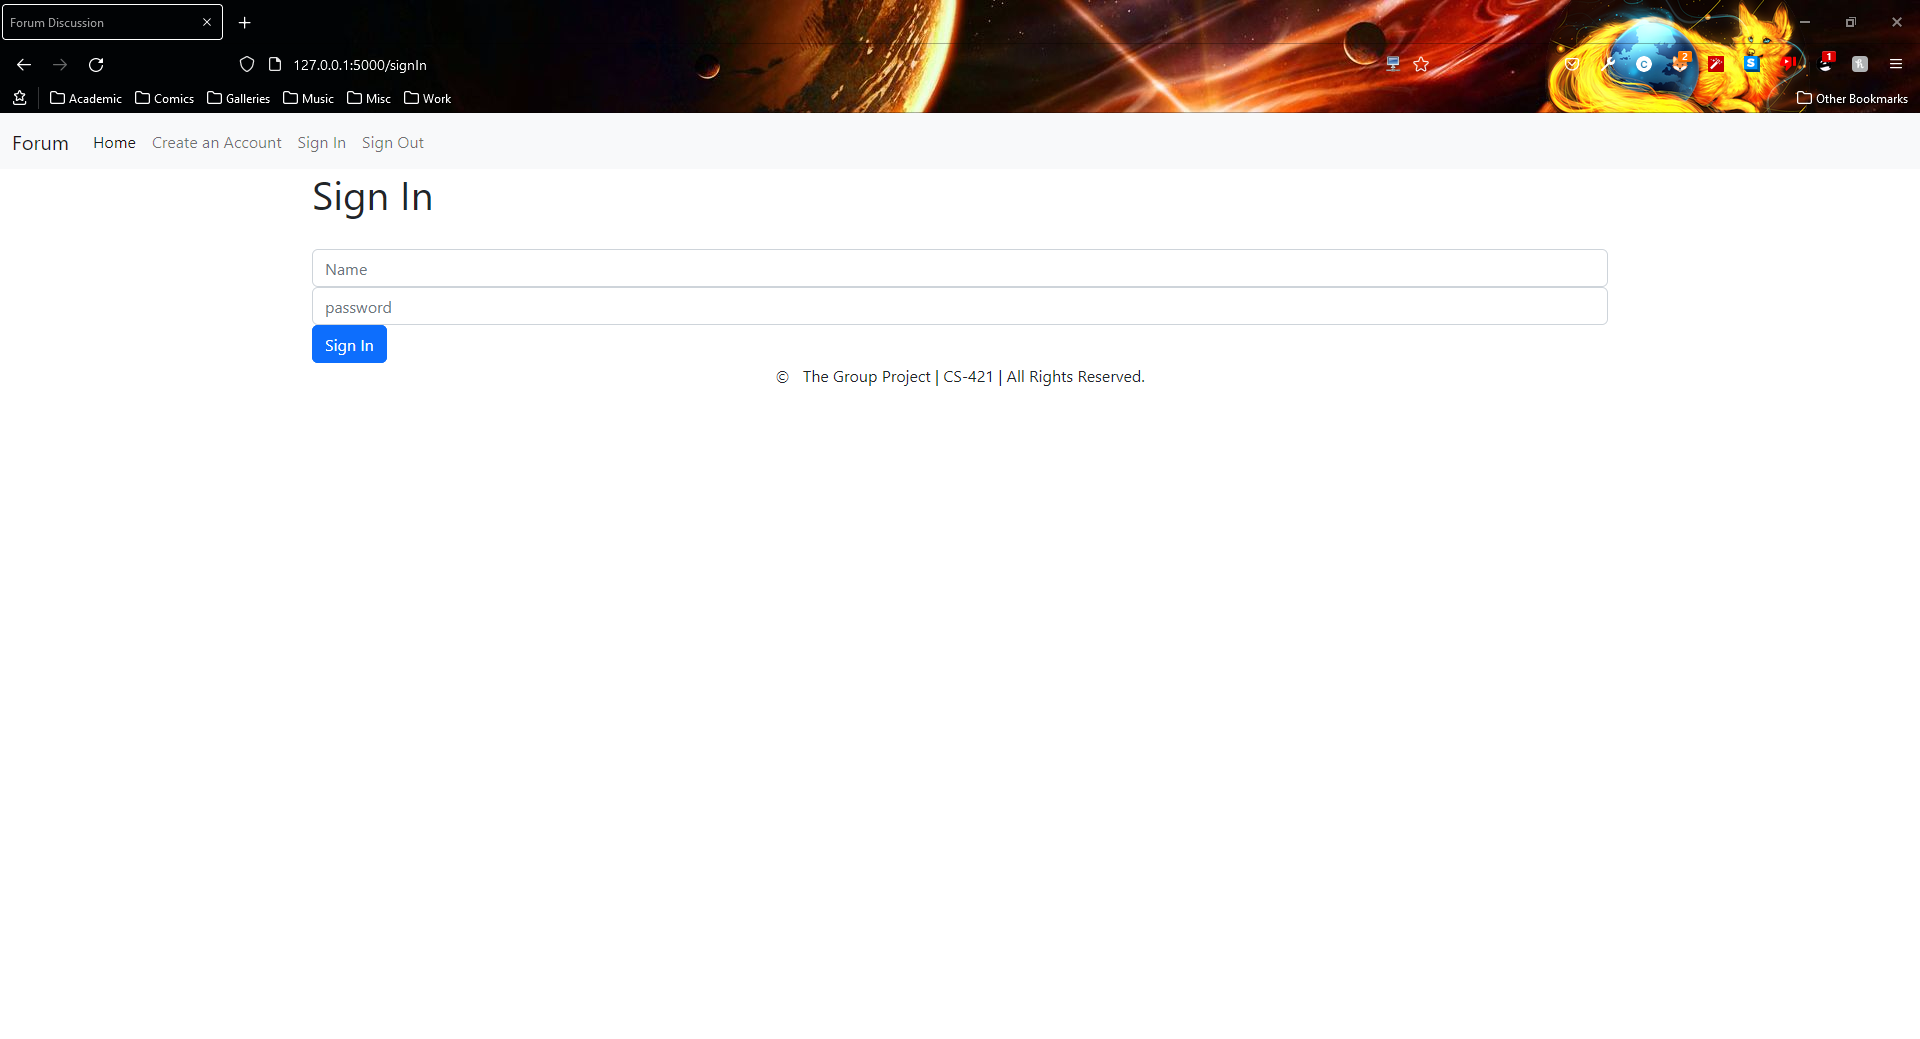 Forum Discussion
127.0.0.1:5000/signIn
2
1
Academic Comics Galleries Music Misc Work Other Bookmarks
Forum Home Create an Account Sign In Sign Out
Sign In
Name
password
Sign In
© The Group Project | CS-421 | All Rights Reserved.